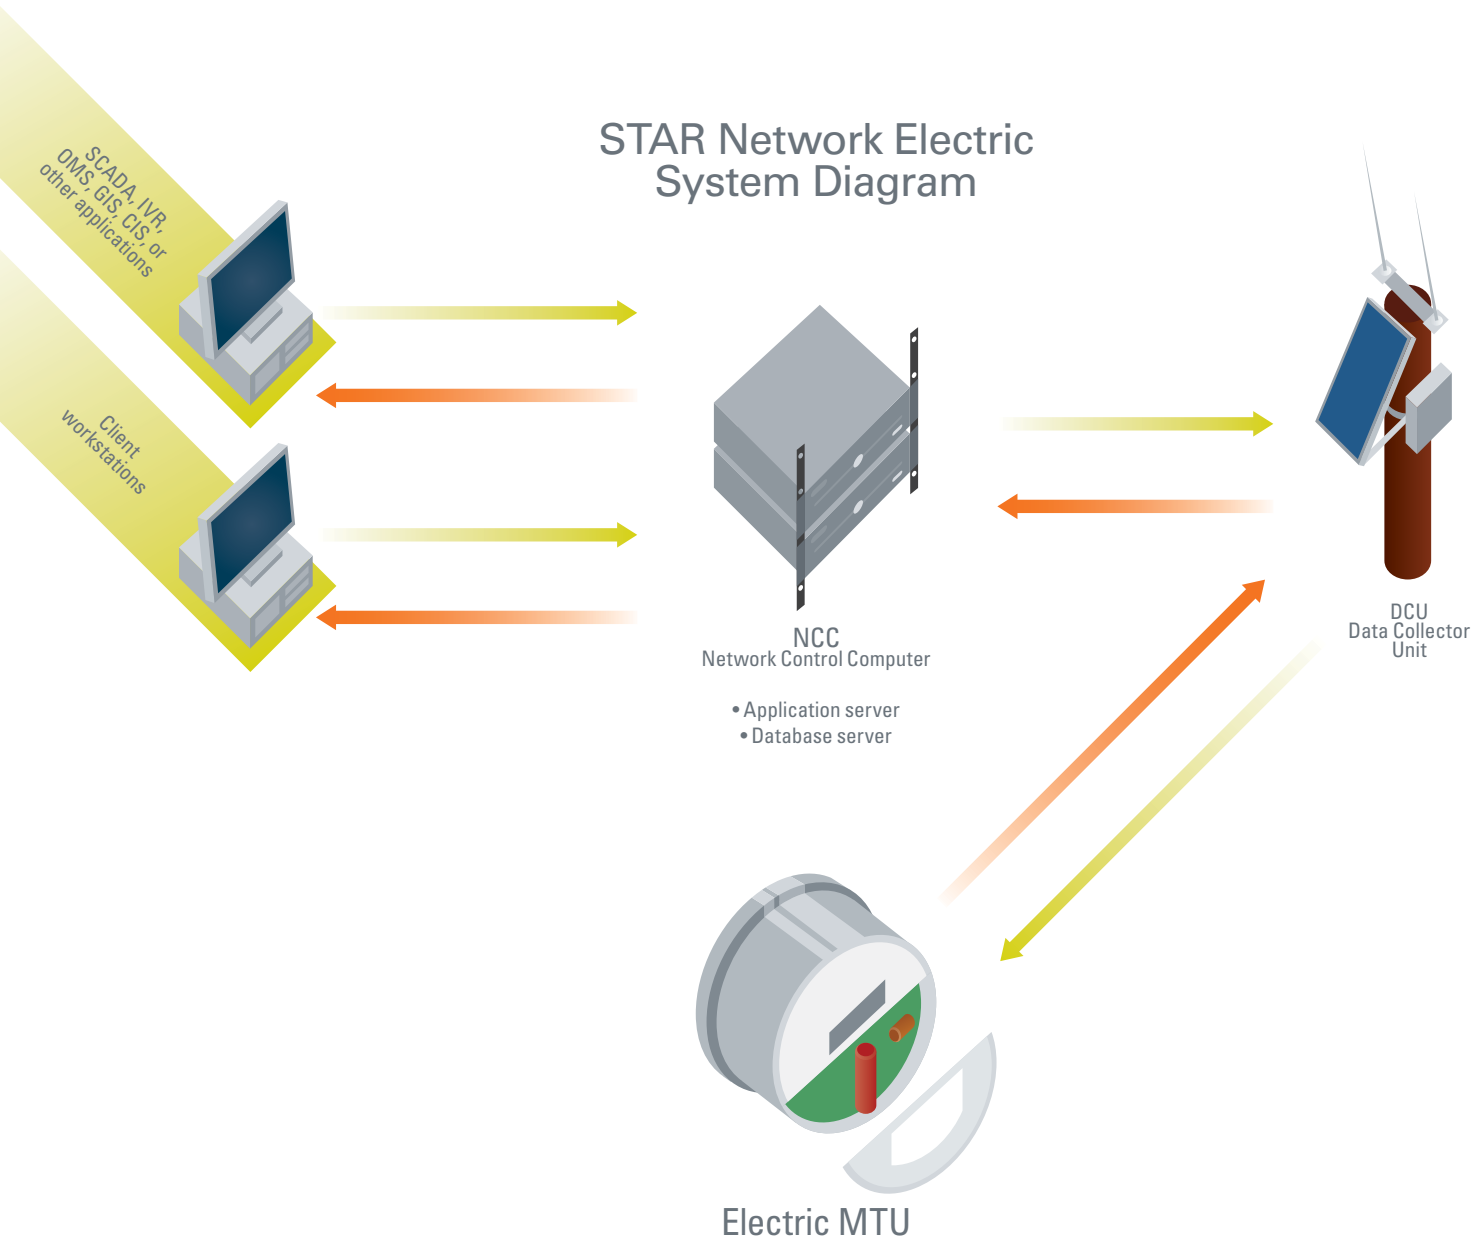 STAR Network Electric
System Diagram
SCADA, IVR,
OMS, GIS, CIS, or
other applications
Client
workstations
NCC
Network Control Computer
• Application server
• Database server
DCU
Data Collector
Unit
Electric MTU